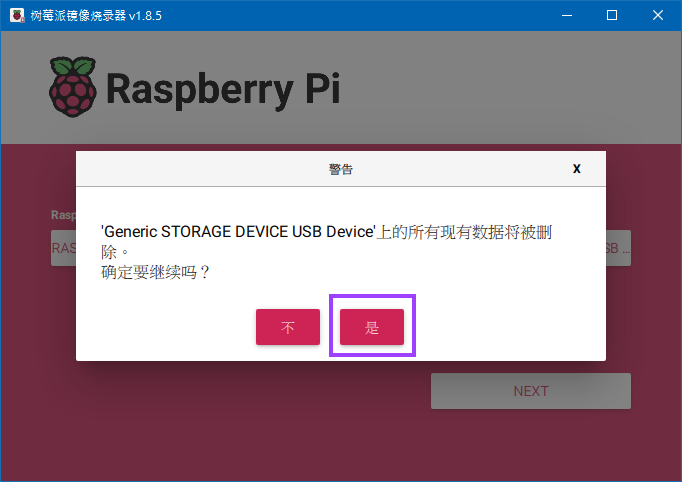 树莓派镜像烧录器 v1.8.5
Raspberry Pi
警告
X
Rasp
'Generic STORAGE DEVICE USB Device'上的所有现有数据将被删
除。
RAS
SB ...
确定要继续吗？
不
是
NEXT